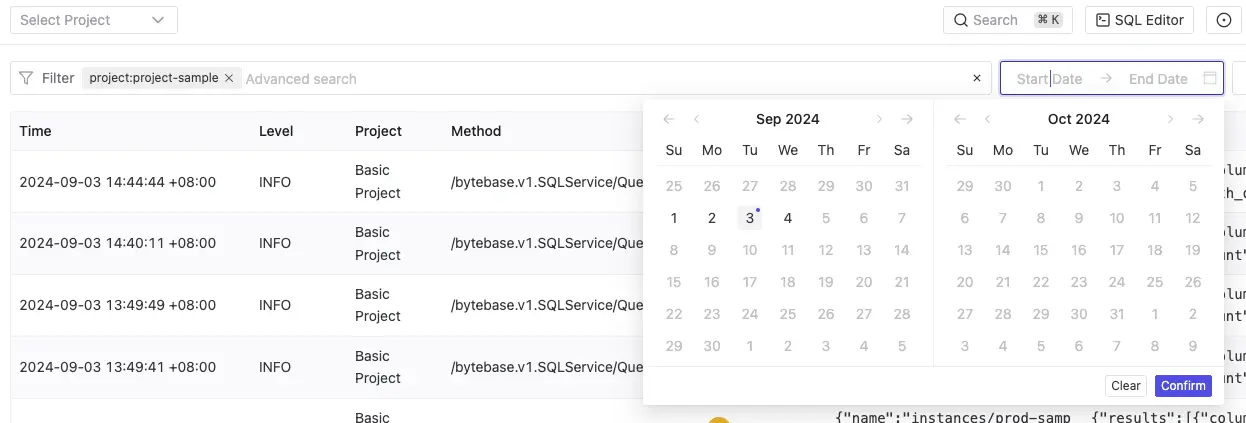 Select Project
Search ⌘ K SQL Editor
Filter project:project-sample × Advanced search ×
Start Date → End Date
Time Level Project Method
2024-09-03 14:44:44 +08:00 INFO Basic Project /bytebase.v1.SQLService/Que
2024-09-03 14:40:11 +08:00 INFO Basic Project /bytebase.v1.SQLService/Que
2024-09-03 13:49:49 +08:00 INFO Basic Project /bytebase.v1.SQLService/Que
2024-09-03 13:49:41 +08:00 INFO Basic Project /bytebase.v1.SQLService/Que
Basic
{"name":"instances/prod-samp {"results":[{"colum
Sep 2024
Su Mo Tu We Th Fr Sa
25 26 27 28 29 30 31
1 2 3 4 5 6 7
8 9 10 11 12 13 14
15 16 17 18 19 20 21
22 23 24 25 26 27 28
29 30 1 2 3 4 5
Oct 2024
Su Mo Tu We Th Fr Sa
29 30 1 2 3 4 5
6 7 8 9 10 11 12
13 14 15 16 17 18 19
20 21 22 23 24 25 26
27 28 29 30 31 1 2
3 4 5 6 7 8 9
Clear Confirm